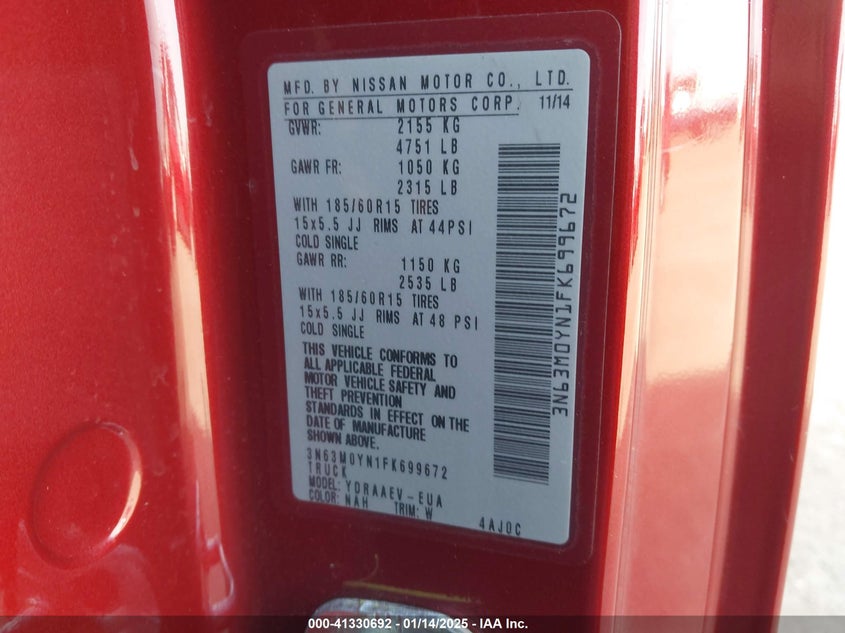 MFD. BY NISSAN MOTOR CO., LTD.
FOR GENERAL MOTORS CORP. 11/14
GVWR: 2155 KG
4751 LB
GAWR FR: 1050 KG
2315 LB
WITH 185/60R15 TIRES
15x5.5 JJ RIMS AT 44PSI
COLD SINGLE
GAWR RR: 1150 KG
2535 LB
WITH 185/60R15 TIRES
15x5.5 JJ RIMS AT 48 PSI
COLD SINGLE
THIS VEHICLE CONFORMS TO
ALL APPLICABLE FEDERAL
MOTOR VEHICLE SAFETY AND
THEFT PREVENTION
STANDARDS IN EFFECT ON THE
DATE OF MANUFACTURE
SHOWN ABOVE.
3N63M0YN1FK699672
TRUCK
MODEL: YDRAAEV-EUA
COLOR: NAH TRIM: W 4AJ0C
3N63M0YN1FK699672
000-41330692 - 01/14/2025 - IAA Inc.